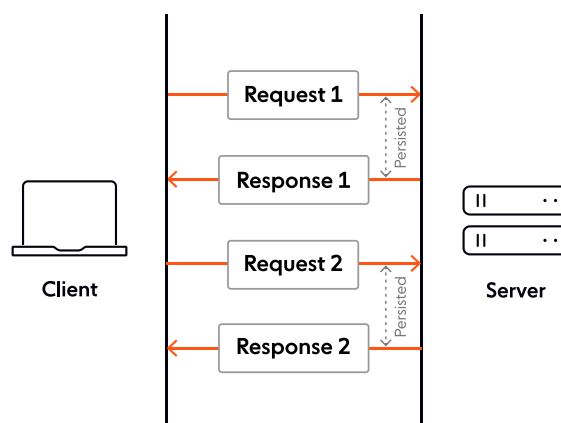 Request 1
Persisted
Response 1
Request 2
Client
Server
Persisted
Response 2